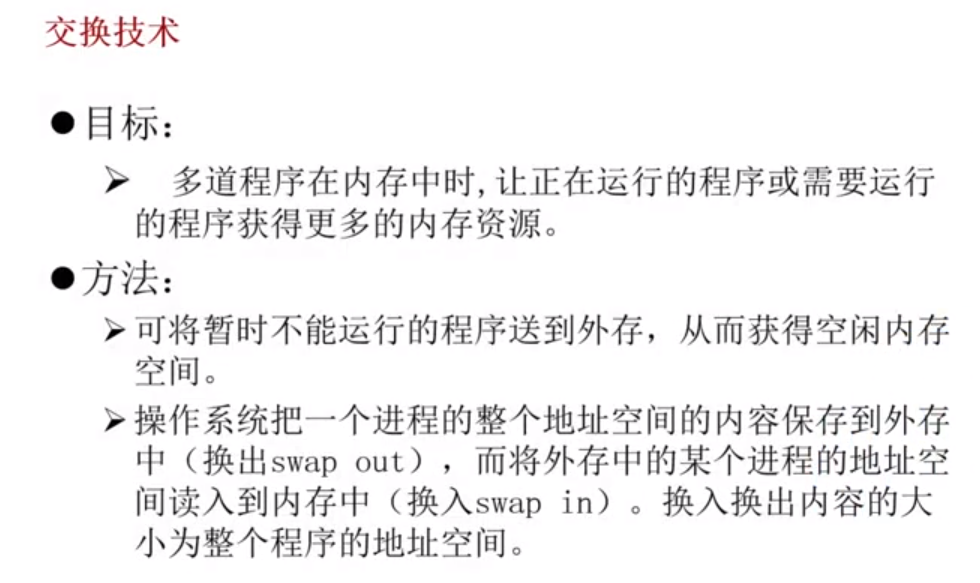 交换技术
●目标：
➢ 多道程序在内存中时,让正在运行的程序或需要运行
的程序获得更多的内存资源。
●方法：
➢可将暂时不能运行的程序送到外存，从而获得空闲内存
空间。
➢操作系统把一个进程的整个地址空间的内容保存到外存
中（换出swap out），而将外存中的某个进程的地址空
间读入到内存中（换入swap in）。换入换出内容的大
小为整个程序的地址空间。